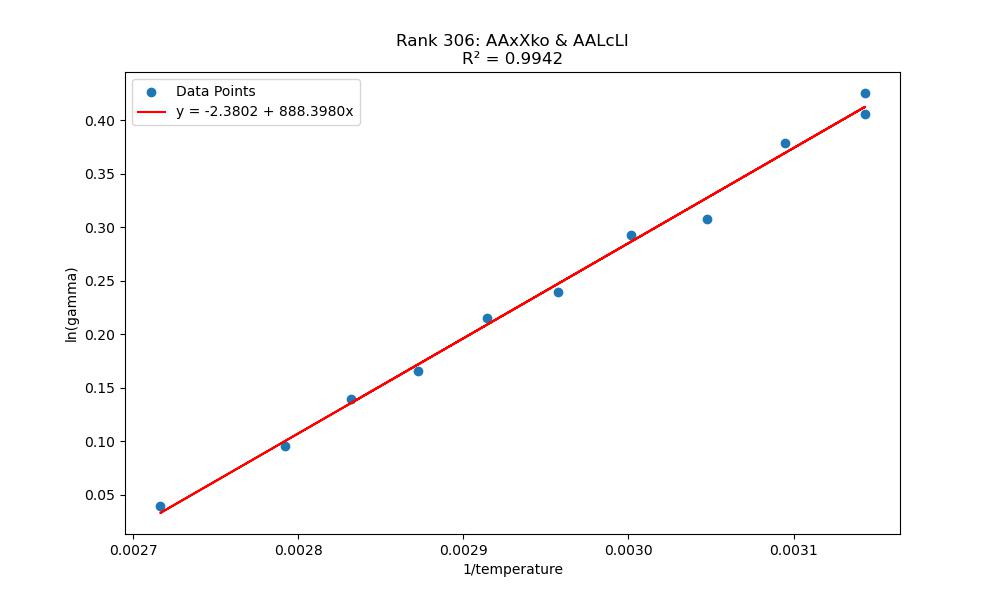 Rank 306: AAxXko & AALcLI
R² = 0.9942
Data Points
y = -2.3802 + 888.3980x
ln(gamma)
0.40
0.35
0.30
0.25
0.20
0.15
0.10
0.05
0.0027
0.0028
0.0029
0.0030
0.0031
1/temperature